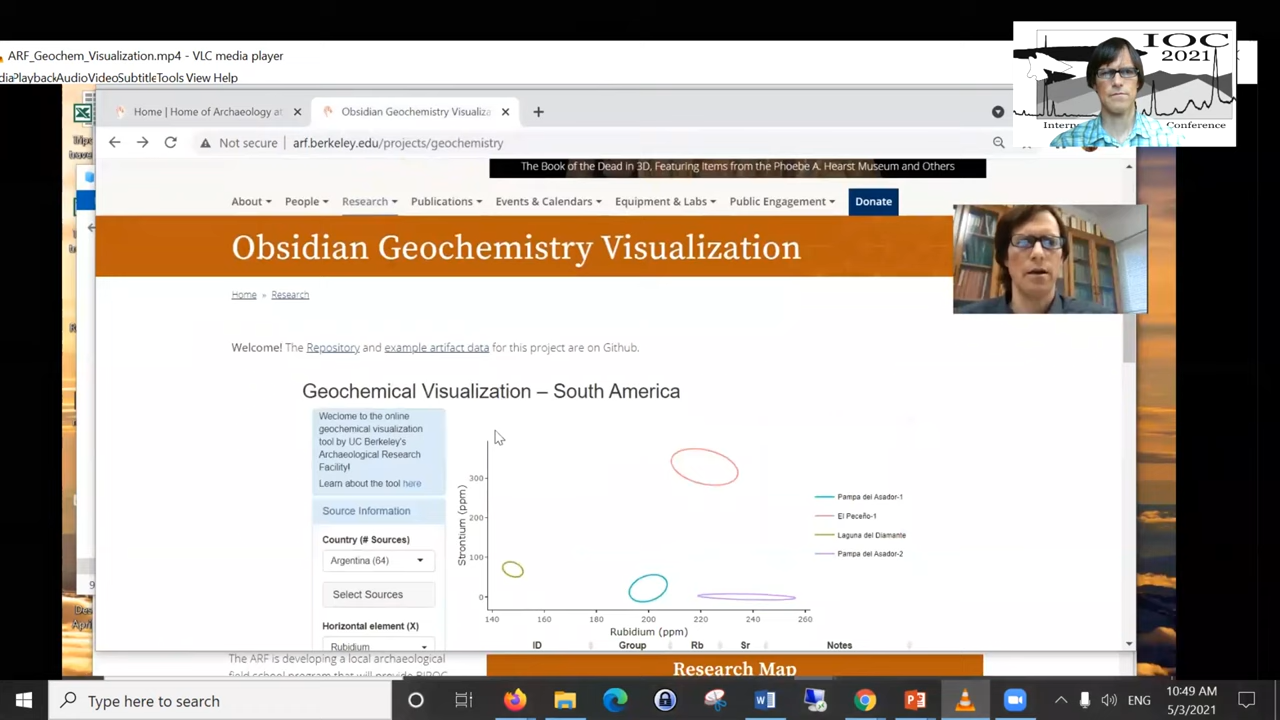 ARF_Geochem_Visualization.mp4 - VLC media player
diaPlaybackAudioVideoSubtitleTools View Help
IOC
2021
Conference
Home | Home of Archaeology at
Obsidian Geochemistry Visualiza
Not secure
arf.berkeley.edu/projects/geochemistry
The Book of the Dead in 3D, Featuring Items from the Phoebe A. Hearst Museum and Others
About
People
Research
Publications
Events & Calendars
Equipment & Labs
Public Engagement
Donate
Obsidian Geochemistry Visualization
Home » Research
Welcome! The Repository and example artifact data for this project are on Github.
Geochemical Visualization – South America
Weclome to the online
geochemical visualization
tool by UC Berkeley's
Archaeological Research
Facility!
Learn about the tool here
Source Information
Country (# Sources)
Argentina (64)
Select Sources
Horizontal element (X)
Rubidium
Strontium (ppm)
300
200
100
0
140 160 180 200 220 240 260
Rubidium (ppm)
Pampa del Asador-1
El Peceño-1
Laguna del Diamante
Pampa del Asador-2
ID Group Rb Sr Notes
The ARF is developing a local archaeological
Research Map
Type here to search
ENG
10:49 AM
5/3/2021